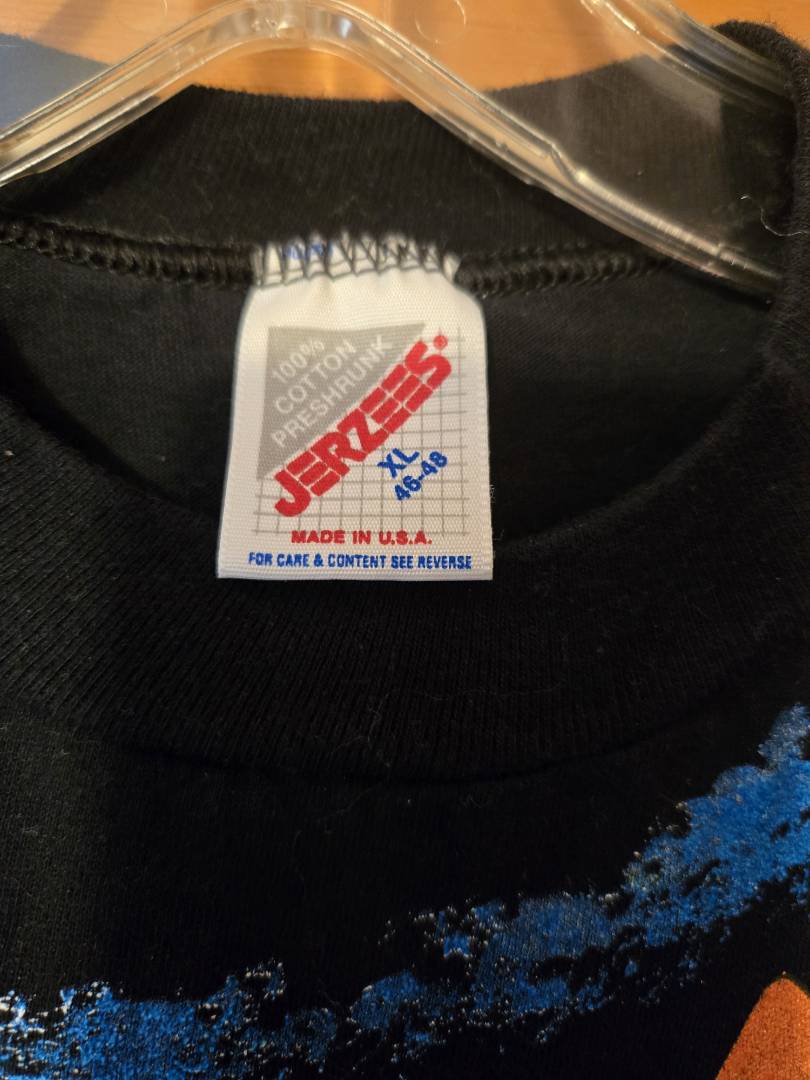 100%
COTTON
PRESHRUNK
JERZEES
XL
46-48
MADE IN U.S.A.
FOR CARE & CONTENT SEE REVERSE